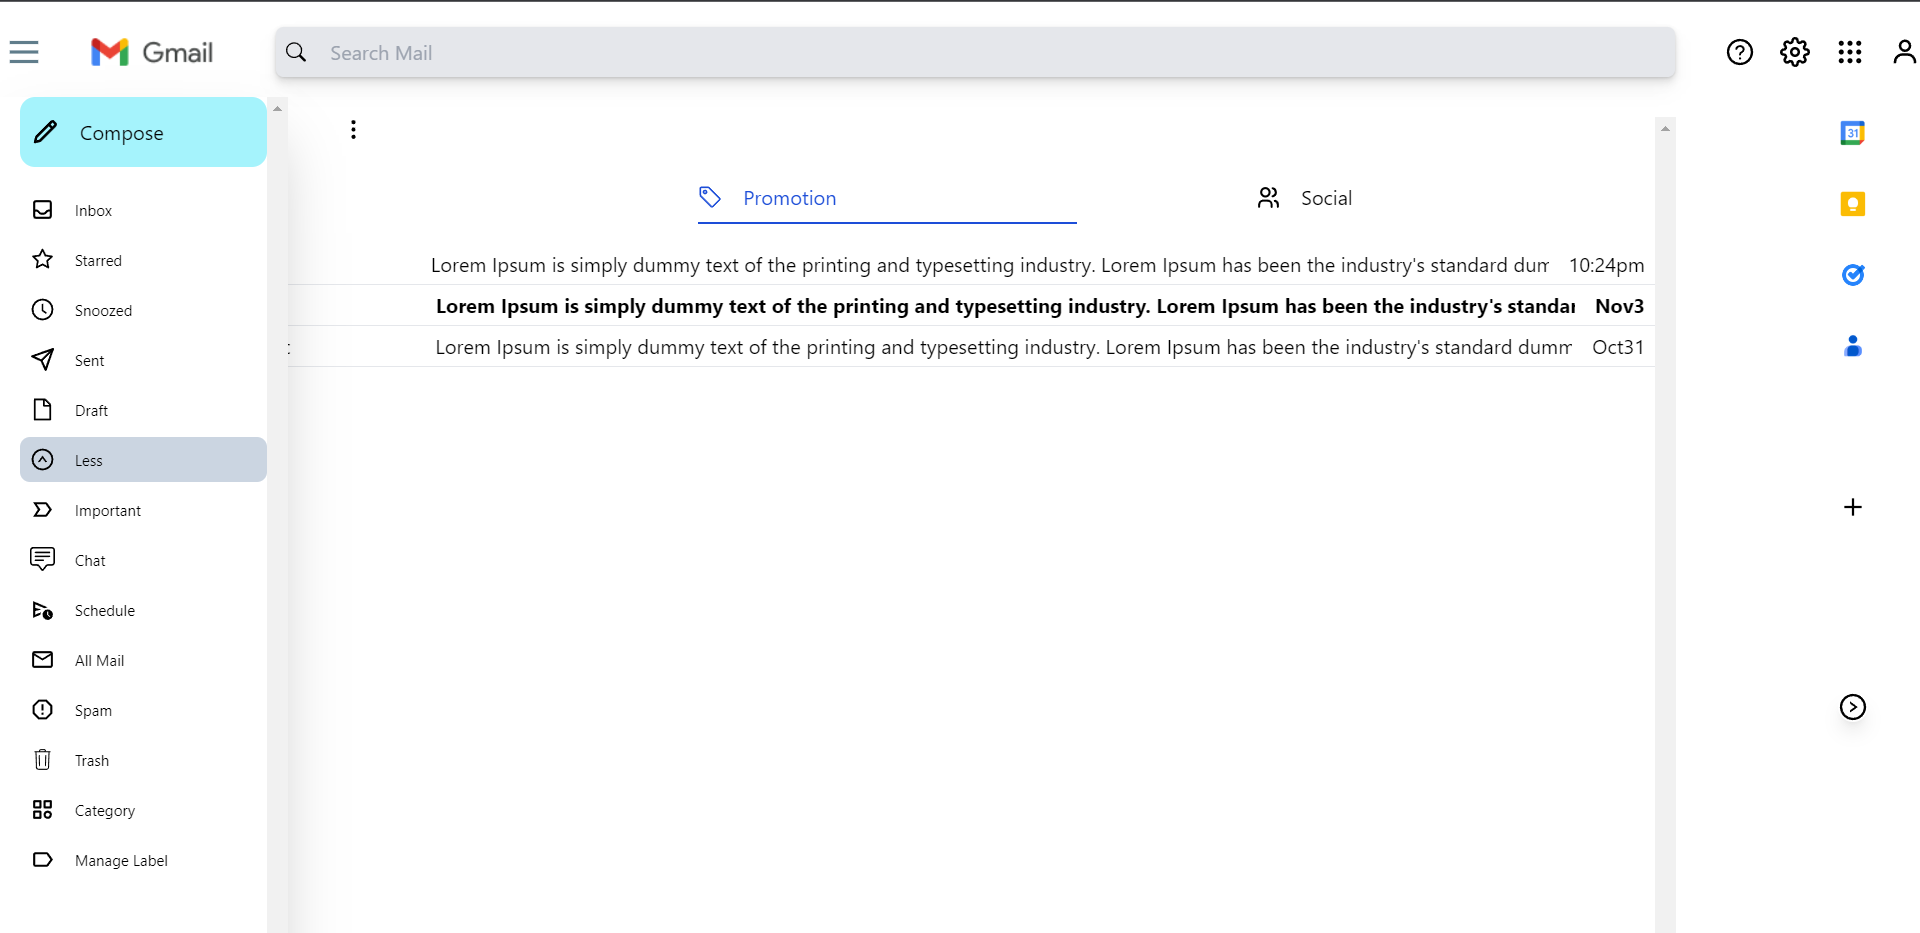 Gmail
Search Mail
Compose
Inbox
Starred
Snoozed
Sent
Draft
Less
Important
Chat
Schedule
All Mail
Spam
Trash
Category
Manage Label
Promotion
Social
Lorem Ipsum is simply dummy text of the printing and typesetting industry. Lorem Ipsum has been the industry's standard dum 10:24pm
Lorem Ipsum is simply dummy text of the printing and typesetting industry. Lorem Ipsum has been the industry's standar Nov3
Lorem Ipsum is simply dummy text of the printing and typesetting industry. Lorem Ipsum has been the industry's standard dumm Oct31
31